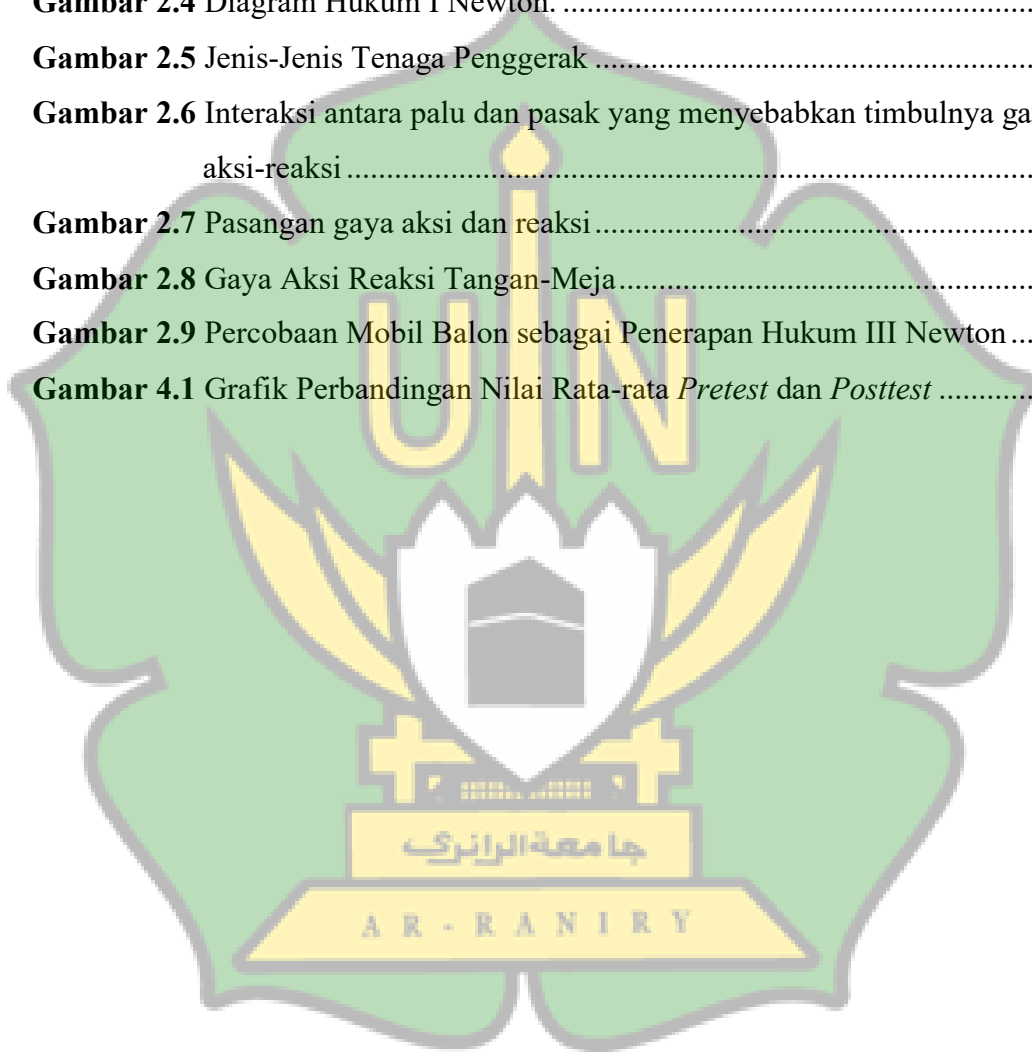 Gambar 2.4 Diagram Hukum I Newton. ........................................................
Gambar 2.5 Jenis-Jenis Tenaga Penggerak .......................................................
Gambar 2.6 Interaksi antara palu dan pasak yang menyebabkan timbulnya ga
aksi-reaksi .......................................................................................
Gambar 2.7 Pasangan gaya aksi dan reaksi .......................................................
Gambar 2.8 Gaya Aksi Reaksi Tangan-Meja ....................................................
Gambar 2.9 Percobaan Mobil Balon sebagai Penerapan Hukum III Newton ...
Gambar 4.1 Grafik Perbandingan Nilai Rata-rata Pretest dan Posttest ............
UIN
جامعة الرانري
AR-RANIRY